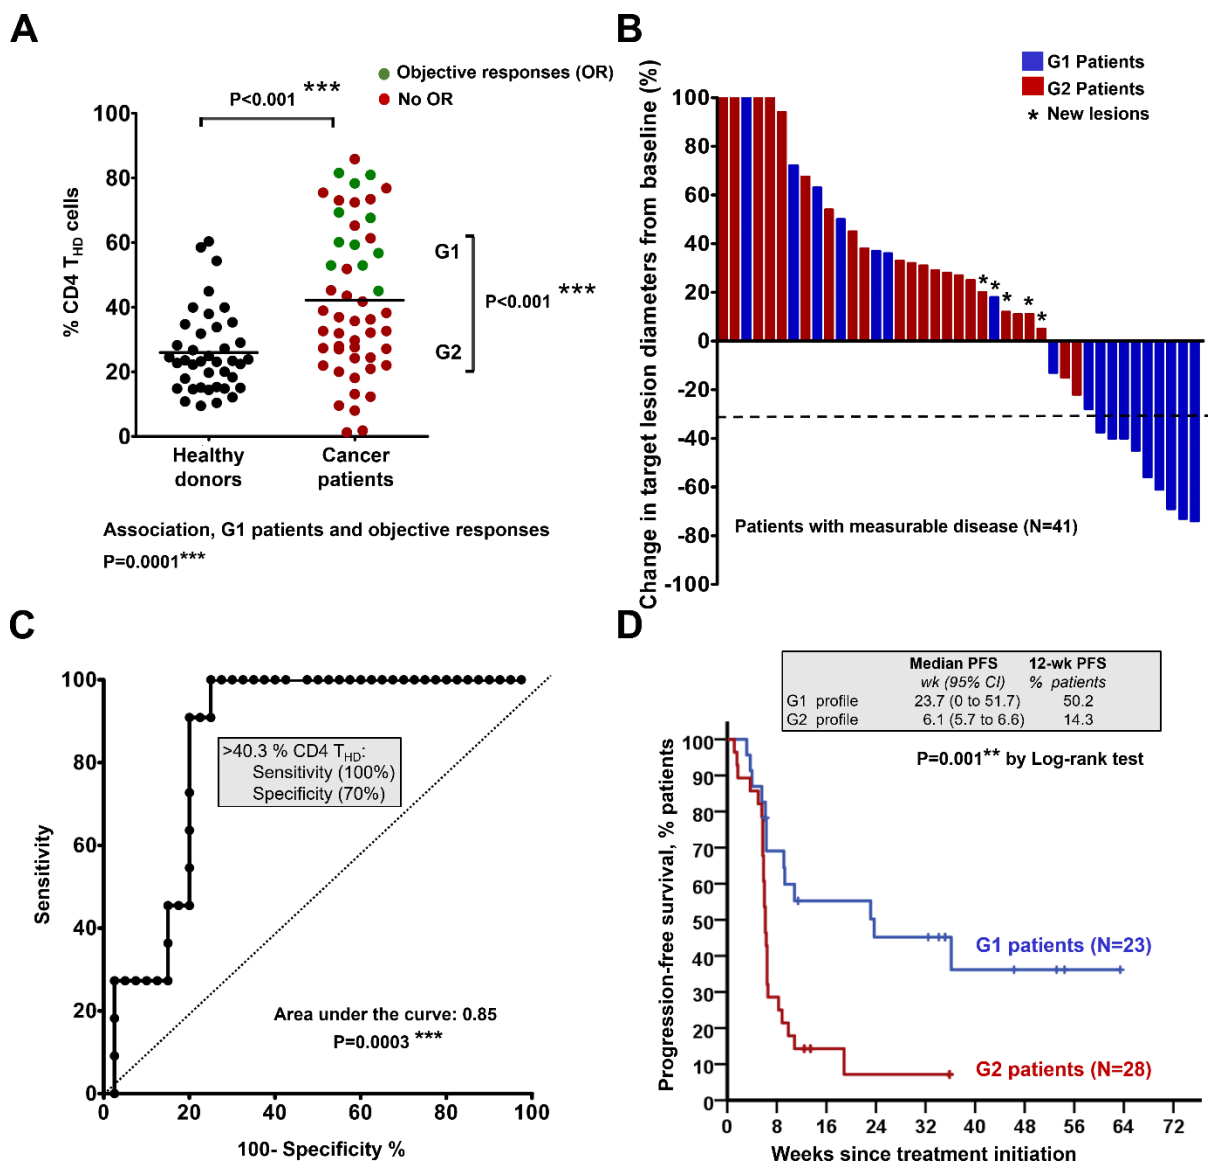 A
Objective responses (OR)
No OR
P<0.001 ***
% CD4 THD cells
100
80
60
40
20
0
G1
P<0.001 ***
G2
Healthy donors
Cancer patients
Association, G1 patients and objective responses
P=0.0001***
B
G1 Patients
G2 Patients
* New lesions
Change in target lesion diameters from baseline (%)
100
80
60
40
20
0
-20
-40
-60
-80
-100
* * * * *
Patients with measurable disease (N=41)
C
Sensitivity
100
80
60
40
20
0
>40.3 % CD4 THD:
Sensitivity (100%)
Specificity (70%)
Area under the curve: 0.85
P=0.0003 ***
0 20 40 60 80 100
100- Specificity %
D
Median PFS 12-wk PFS
wk (95% CI) % patients
G1 profile 23.7 (0 to 51.7) 50.2
G2 profile 6.1 (5.7 to 6.6) 14.3
P=0.001** by Log-rank test
Progression-free survival, % patients
100
90
80
70
60
50
40
30
20
10
0
G1 patients (N=23)
G2 patients (N=28)
0 8 16 24 32 40 48 56 64 72
Weeks since treatment initiation